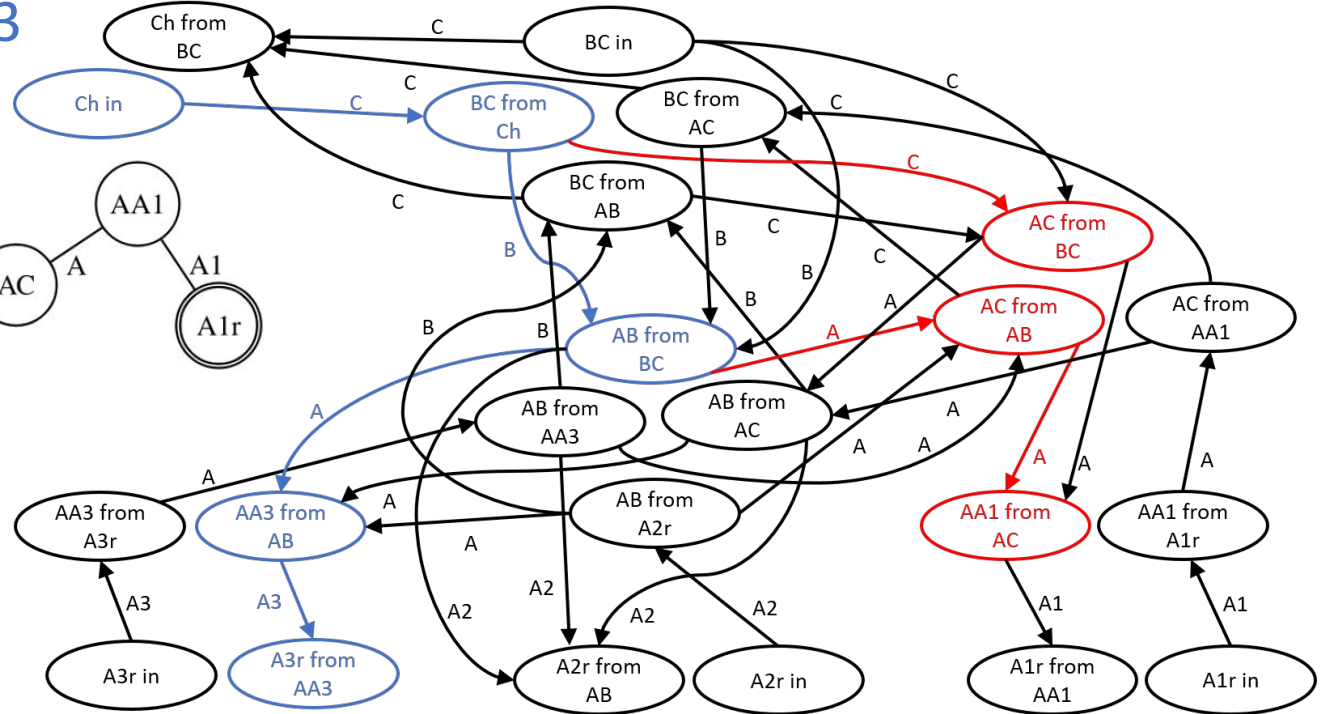 3
Ch from
BC
C
BC in
C
C
Ch in
C
BC from
Ch
BC from
AC
C
C
AA1
BC from
AB
C
C
AC from
BC
B
B
C
B
A
A1
AC
A1r
B
A
AC from
AB
AC from
AA1
B
B
AB from
BC
A
A
AB from
AA3
AB from
AC
A
A
A
A
A
A
A
AA3 from
A3r
AA3 from
AB
A
A
AB from
A2r
AA1 from
AC
AA1 from
A1r
A3
A3
A2
A2
A2
A2
A1
A1
A3r in
A3r from
AA3
A2r from
AB
A2r in
A1r from
AA1
A1r in